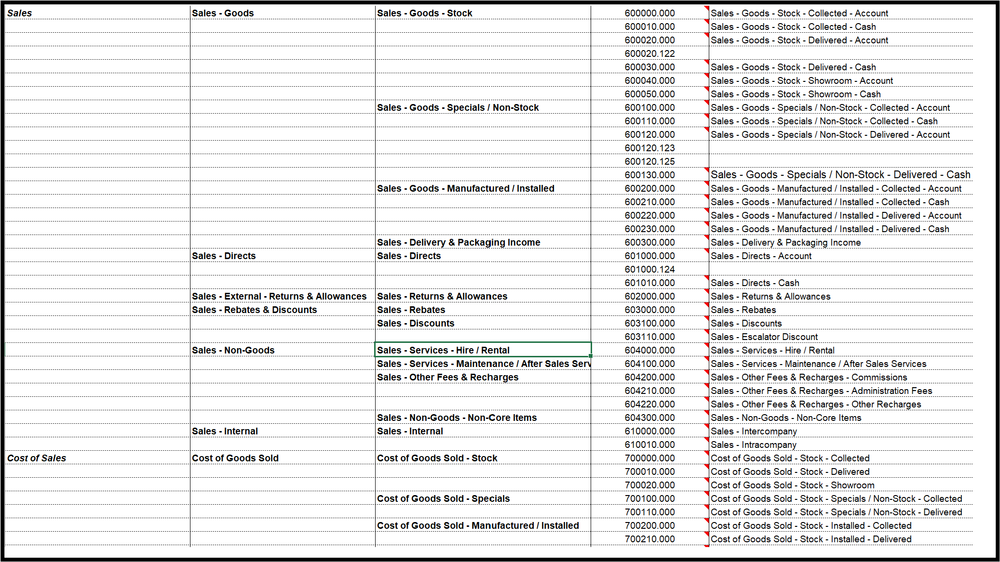 Sales Sales - Goods Sales - Goods - Stock 600000.000 Sales - Goods - Stock - Collected - Account
600010.000 Sales - Goods - Stock - Collected - Cash
600020.000 Sales - Goods - Stock - Delivered - Account
600020.122
600030.000 Sales - Goods - Stock - Delivered - Cash
600040.000 Sales - Goods - Stock - Showroom - Account
600050.000 Sales - Goods - Stock - Showroom - Cash
Sales - Goods - Specials / Non-Stock 600100.000 Sales - Goods - Specials / Non-Stock - Collected - Account
600110.000 Sales - Goods - Specials / Non-Stock - Collected - Cash
600120.000 Sales - Goods - Specials / Non-Stock - Delivered - Account
600120.123
600120.125
600130.000 Sales - Goods - Specials / Non-Stock - Delivered - Cash
Sales - Goods - Manufactured / Installed 600200.000 Sales - Goods - Manufactured / Installed - Collected - Account
600210.000 Sales - Goods - Manufactured / Installed - Collected - Cash
600220.000 Sales - Goods - Manufactured / Installed - Delivered - Account
600230.000 Sales - Goods - Manufactured / Installed - Delivered - Cash
Sales - Delivery & Packaging Income 600300.000 Sales - Delivery & Packaging Income
Sales - Directs Sales - Directs 601000.000 Sales - Directs - Account
601000.124
601010.000 Sales - Directs - Cash
Sales - External - Returns & Allowances Sales - Returns & Allowances 602000.000 Sales - Returns & Allowances
Sales - Rebates & Discounts Sales - Rebates 603000.000 Sales - Rebates
Sales - Discounts 603100.000 Sales - Discounts
603110.000 Sales - Escalator Discount
Sales - Non-Goods Sales - Services - Hire / Rental 604000.000 Sales - Services - Hire / Rental
Sales - Services - Maintenance / After Sales Serv 604100.000 Sales - Services - Maintenance / After Sales Services
Sales - Other Fees & Recharges 604200.000 Sales - Other Fees & Recharges - Commissions
604210.000 Sales - Other Fees & Recharges - Administration Fees
604220.000 Sales - Other Fees & Recharges - Other Recharges
Sales - Non-Goods - Non-Core Items 604300.000 Sales - Non-Goods - Non-Core Items
Sales - Internal Sales - Internal 610000.000 Sales - Intercompany
610010.000 Sales - Intracompany
Cost of Sales Cost of Goods Sold Cost of Goods Sold - Stock 700000.000 Cost of Goods Sold - Stock - Collected
700010.000 Cost of Goods Sold - Stock - Delivered
700020.000 Cost of Goods Sold - Stock - Showroom
Cost of Goods Sold - Specials 700100.000 Cost of Goods Sold - Stock - Specials / Non-Stock - Collected
700110.000 Cost of Goods Sold - Stock - Specials / Non-Stock - Delivered
Cost of Goods Sold - Manufactured / Installed 700200.000 Cost of Goods Sold - Stock - Installed - Collected
700210.000 Cost of Goods Sold - Stock - Installed - Delivered